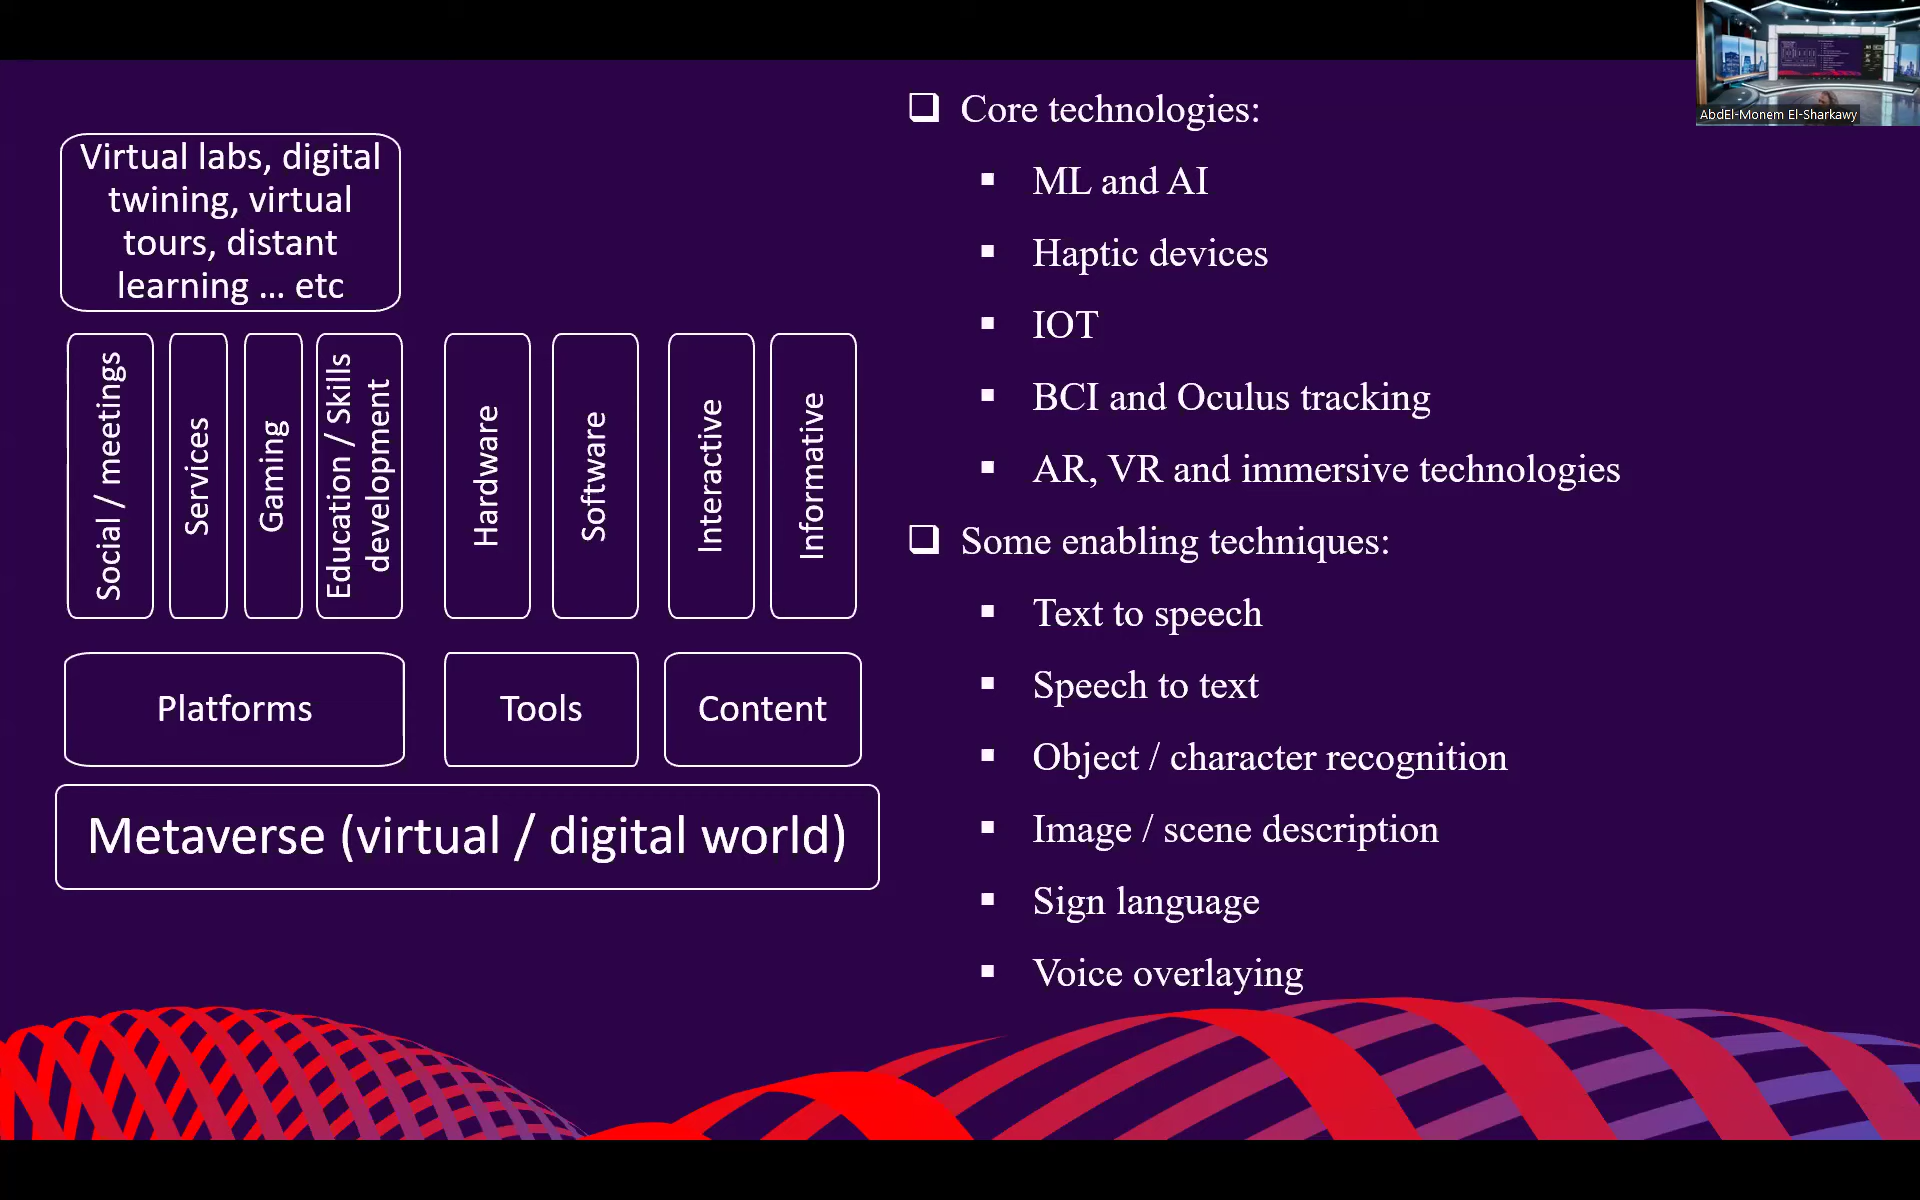 Virtual labs, digital
twining, virtual
tours, distant
learning ... etc
Social / meetings
Services
Gaming
Education / Skills
development
Hardware
Software
Interactive
Informative
Platforms
Tools
Content
Metaverse (virtual / digital world)
Core technologies:
ML and AI
Haptic devices
IOT
BCI and Oculus tracking
AR, VR and immersive technologies
Some enabling techniques:
Text to speech
Speech to text
Object / character recognition
Image / scene description
Sign language
Voice overlaying
AbdEl-Monem El-Sharkawy